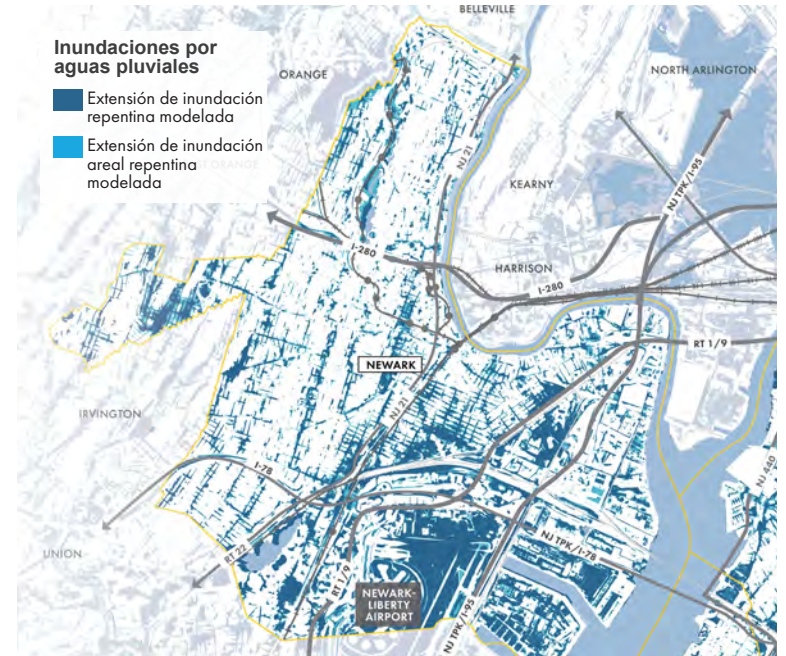 BELLEVILLE
Inundaciones por
aguas pluviales
Extensión de inundación
repentina modelada
Extensión de inundación
areal repentina
modelada
ORANGE
NORTH ARLINGTON
EAST ORANGE
NJ 21
KEARNY
NJ TPK/I-95
I-280
HARRISON
I-280
RT 1/9
NEWARK
NJ 21
IRVINGTON
I-78
NJ 440
UNION
RT 22
NJ TPK/I-78
RT 1/9
NEWARK-
LIBERTY
AIRPORT
NJ TPK/I-95